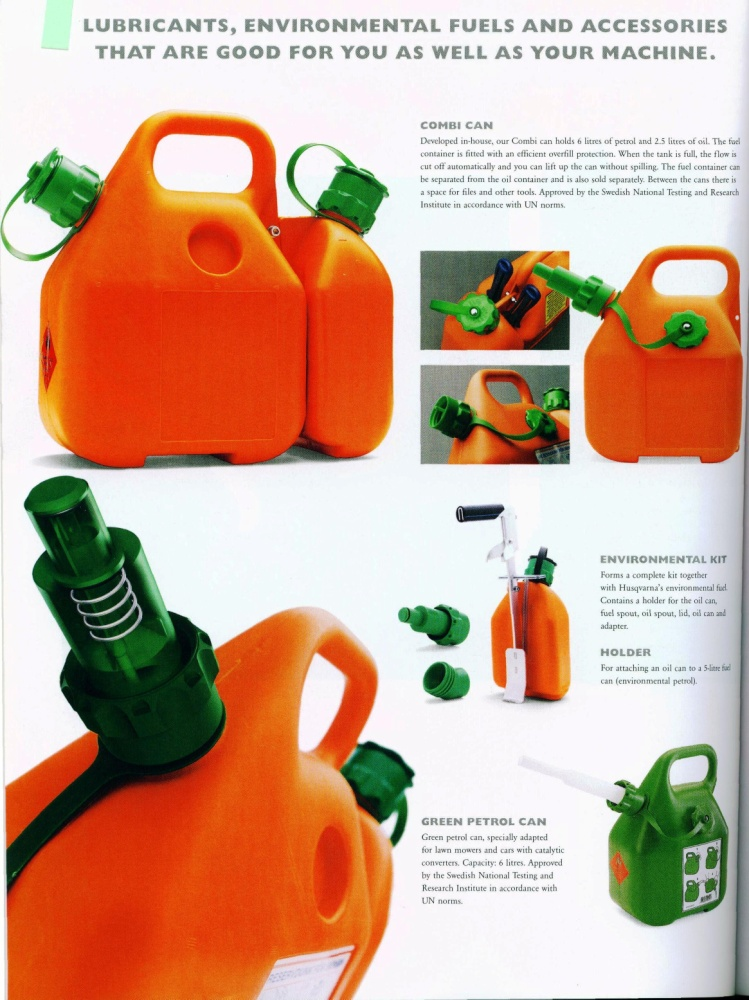 LUBRICANTS, ENVIRONMENTAL FUELS AND ACCESSORIES
THAT ARE GOOD FOR YOU AS WELL AS YOUR MACHINE.
COMBI CAN
Developed in-house, our Combi can holds 6 litres of petrol and 2.5 litres of oil. The fuel
container is fitted with an efficient overfill protection. When the tank is full, the flow is
cut off automatically and you can lift up the can without spilling. The fuel container can
be separated from the oil container and is also sold separately. Between the cans there is
a space for files and other tools. Approved by the Swedish National Testing and Research
Institute in accordance with UN norms.
ENVIRONMENTAL KIT
Forms a complete kit together
with Husqvarna's environmental fuel.
Contains a holder for the oil can,
fuel spout, oil spout, lid, oil can and
adapter.
HOLDER
For attaching an oil can to a 5-litre fuel
can (environmental petrol).
GREEN PETROL CAN
Green petrol can, specially adapted
for lawn mowers and cars with catalytic
converters. Capacity: 6 litres. Approved
by the Swedish National Testing and
Research Institute in accordance with
UN norms.